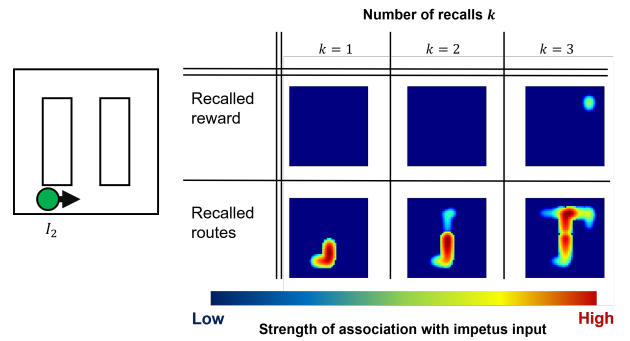 Number of recalls k
k = 1
k = 2
k = 3
Recalled
reward
Recalled
routes
I₂
Low
High
Strength of association with impetus input